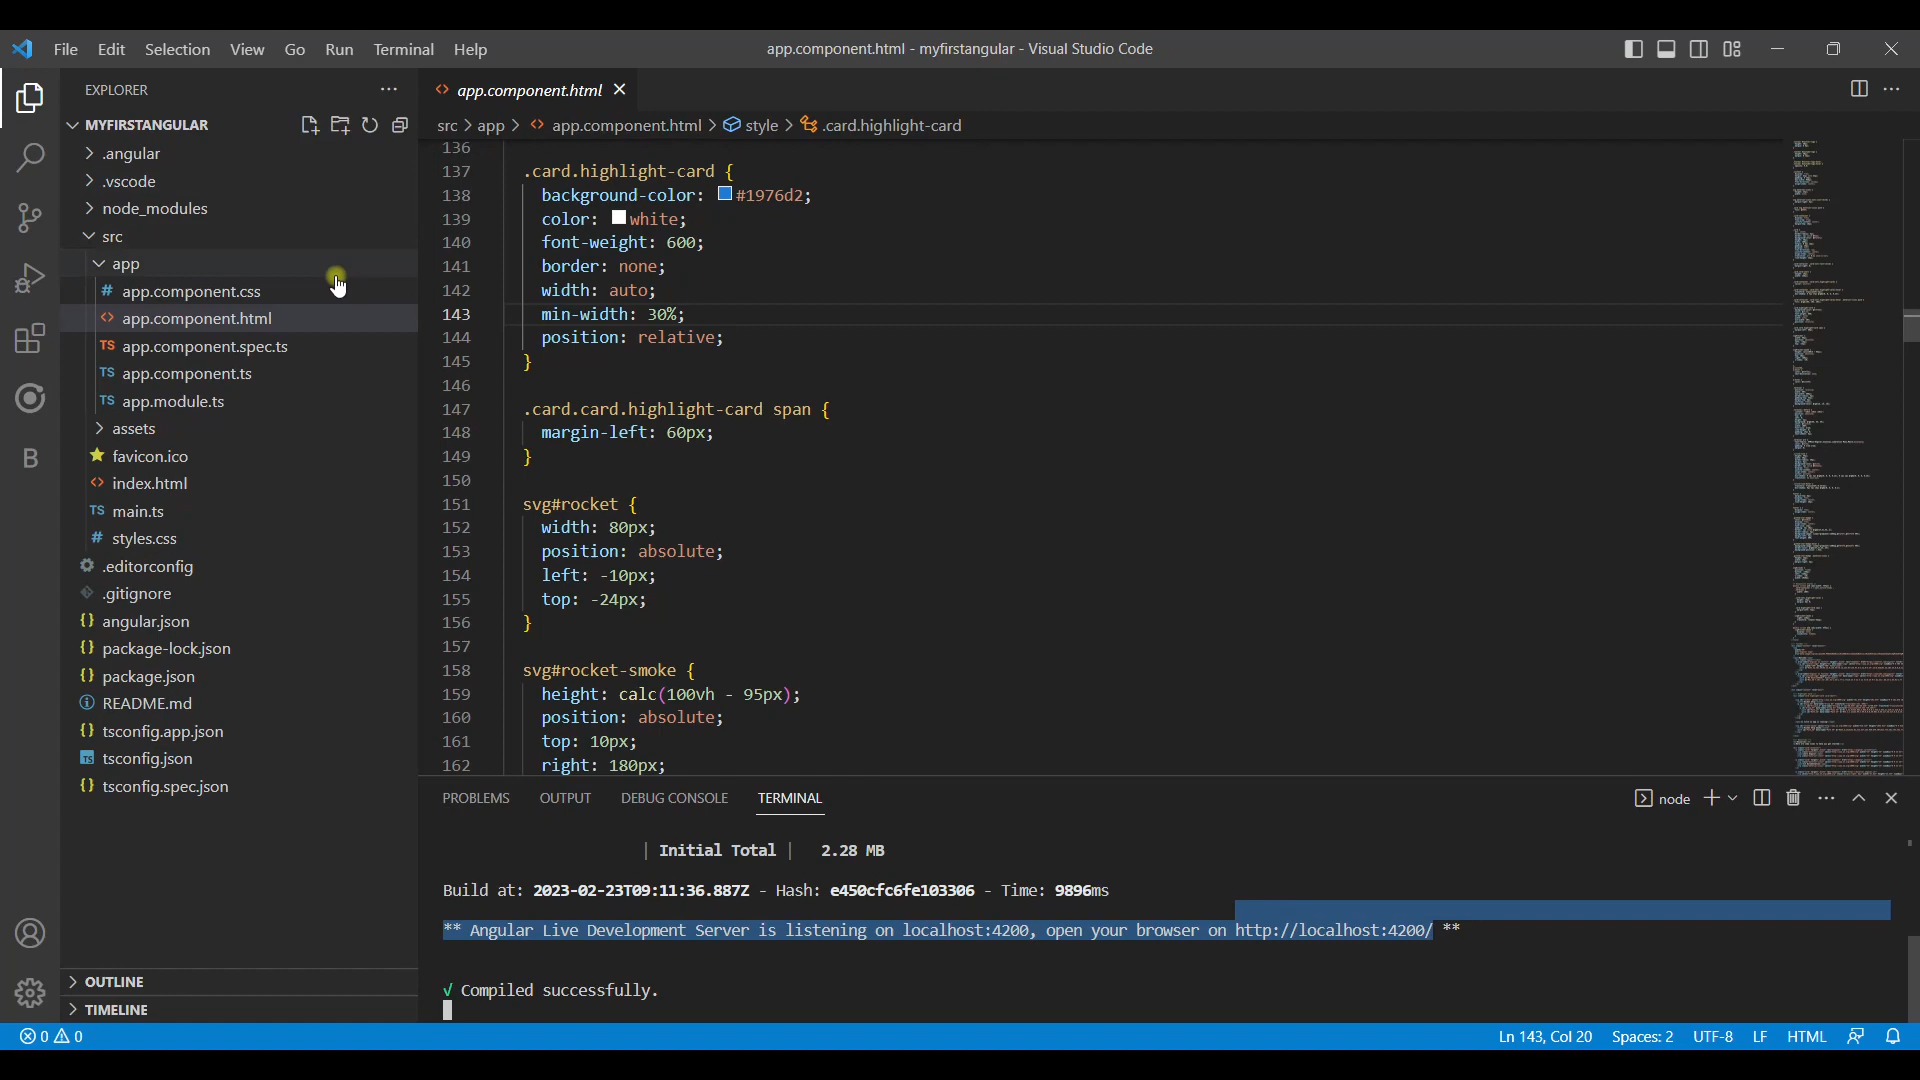 File Edit Selection View Go Run Terminal Help
app.component.html - myfirstangular - Visual Studio Code
EXPLORER
MYFIRSTANGULAR
.angular
.vscode
node_modules
src
app
# app.component.css
<> app.component.html
TS app.component.spec.ts
TS app.component.ts
TS app.module.ts
assets
favicon.ico
<> index.html
TS main.ts
# styles.css
.editorconfig
.gitignore
{} angular.json
{} package-lock.json
{} package.json
README.md
{} tsconfig.app.json
TS tsconfig.json
{} tsconfig.spec.json
OUTLINE
TIMELINE
B
<> app.component.html
src > app > <> app.component.html > style > .card.highlight-card
136
137 .card.highlight-card {
138 background-color: #1976d2;
139 color: white;
140 font-weight: 600;
141 border: none;
142 width: auto;
143 min-width: 30%;
144 position: relative;
145 }
146
147 .card.card.highlight-card span {
148 margin-left: 60px;
149 }
150
151 svg#rocket {
152 width: 80px;
153 position: absolute;
154 left: -10px;
155 top: -24px;
156 }
157
158 svg#rocket-smoke {
159 height: calc(100vh - 95px);
160 position: absolute;
161 top: 10px;
162 right: 180px;
PROBLEMS OUTPUT DEBUG CONSOLE TERMINAL
node
| Initial Total | 2.28 MB
Build at: 2023-02-23T09:11:36.887Z - Hash: e450cfc6fe103306 - Time: 9896ms
** Angular Live Development Server is listening on localhost:4200, open your browser on http://localhost:4200/ **
√ Compiled successfully.
0 0
Ln 143, Col 20 Spaces: 2 UTF-8 LF HTML